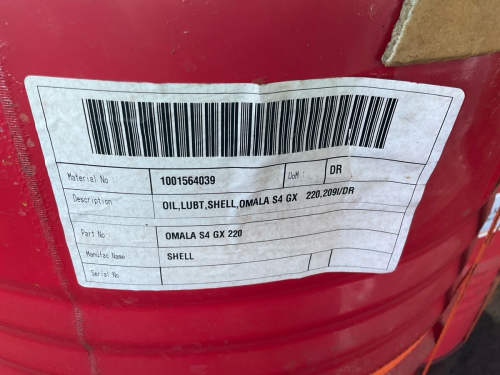 Material No 1001564039 UoM : DR
Description OIL,LUBT,SHELL,OMALA S4 GX 220,209l/DR
Part No OMALA S4 GX 220
Manufac Name SHELL
Serial No